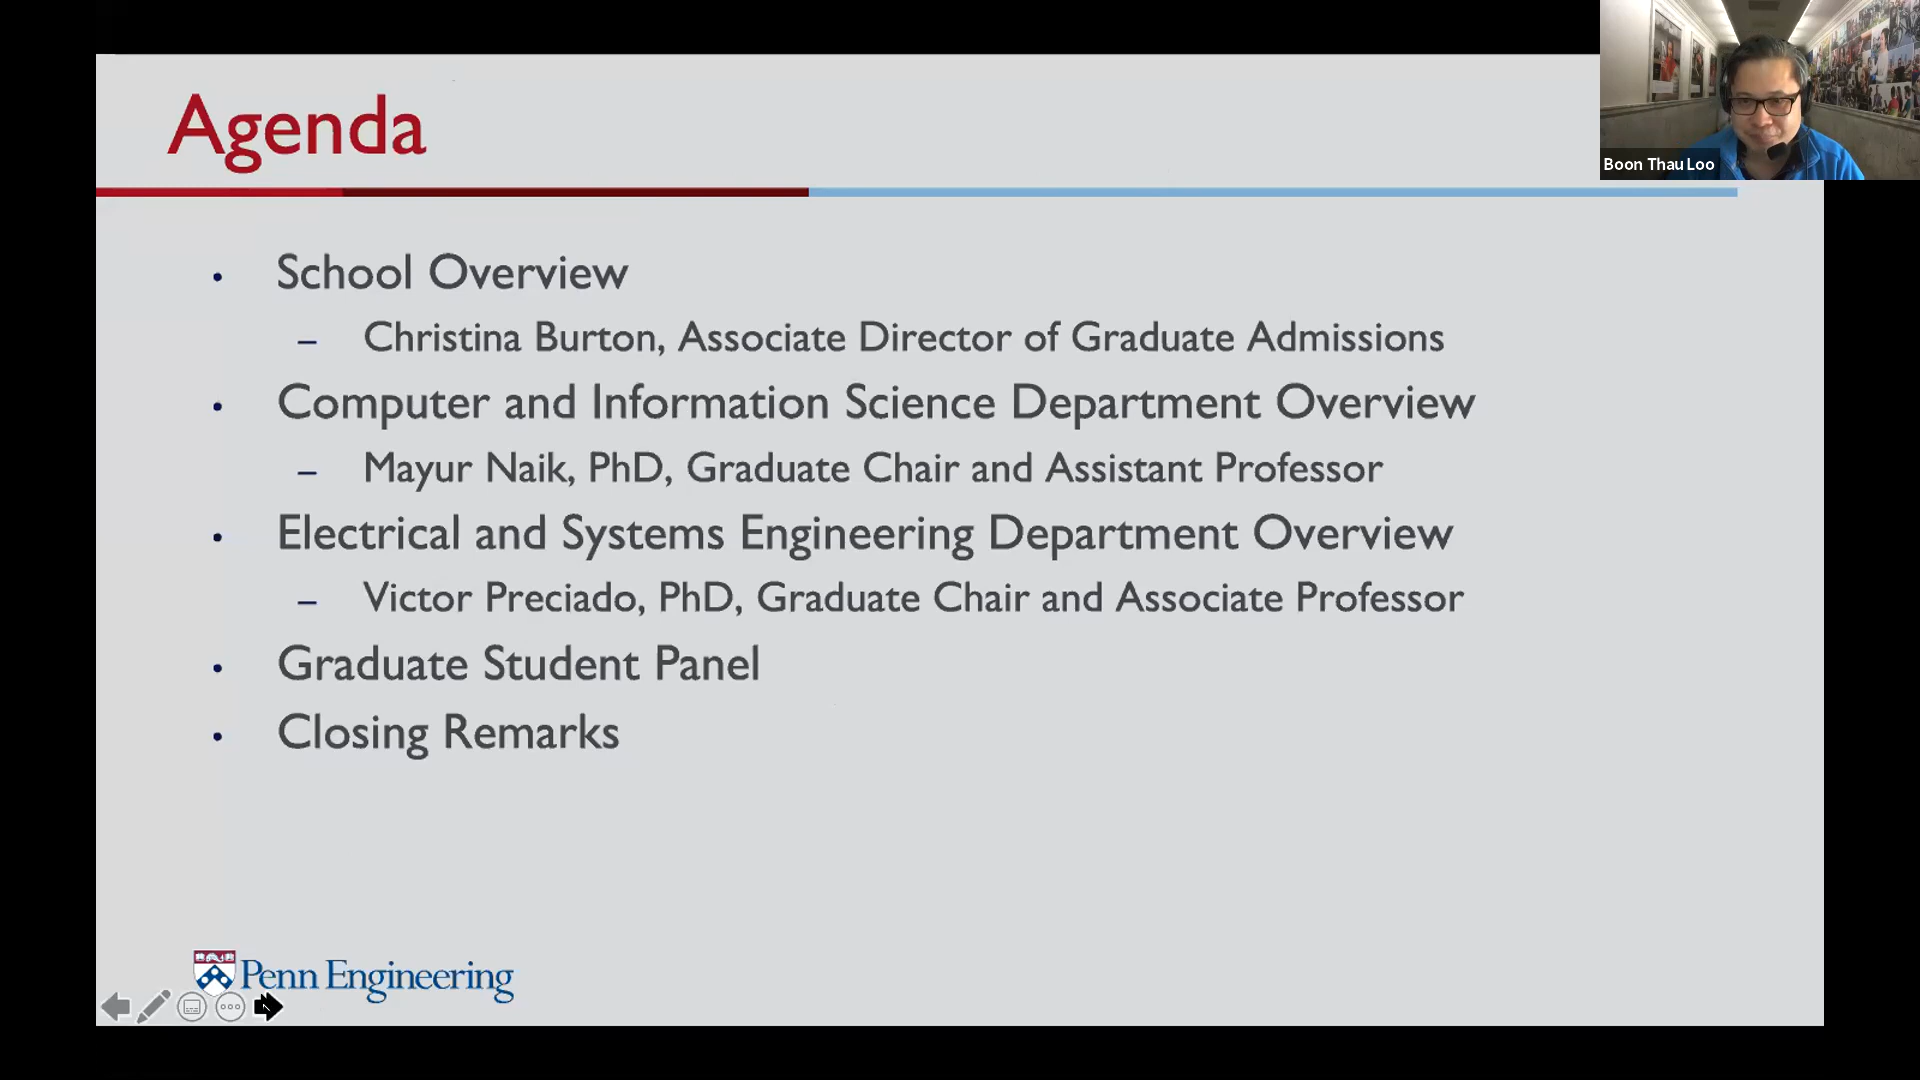 Agenda
Boon Thau Loo
• School Overview
– Christina Burton, Associate Director of Graduate Admissions
• Computer and Information Science Department Overview
– Mayur Naik, PhD, Graduate Chair and Assistant Professor
• Electrical and Systems Engineering Department Overview
– Victor Preciado, PhD, Graduate Chair and Associate Professor
• Graduate Student Panel
• Closing Remarks
Penn Engineering